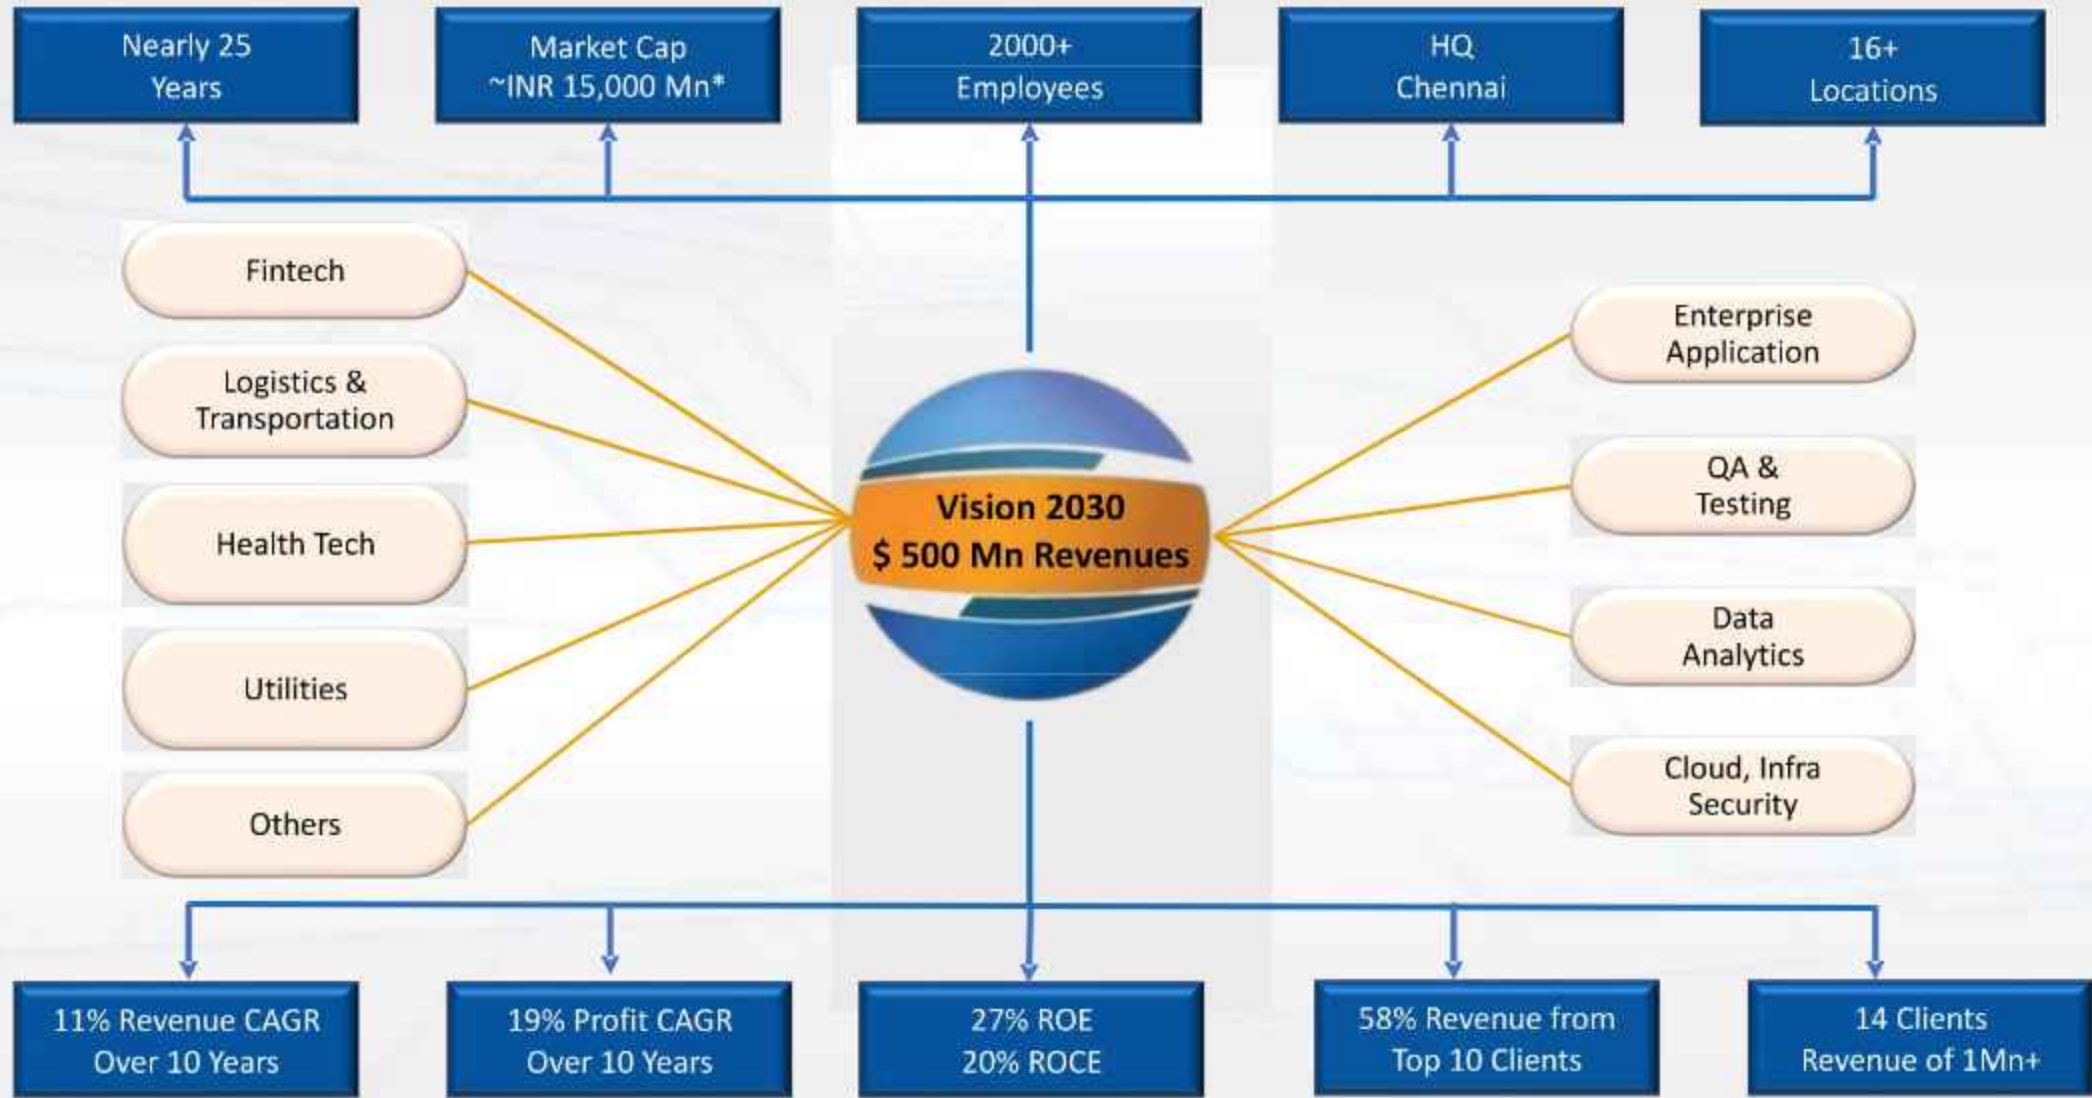 Nearly 25
Years
Market Cap
~INR 15,000 Mn*
2000+
Employees
HQ
Chennai
16+
Locations
Fintech
Logistics &
Transportation
Health Tech
Utilities
Others
Vision 2030
$ 500 Mn Revenues
Enterprise
Application
QA &
Testing
Data
Analytics
Cloud, Infra
Security
11% Revenue CAGR
Over 10 Years
19% Profit CAGR
Over 10 Years
27% ROE
20% ROCE
58% Revenue from
Top 10 Clients
14 Clients
Revenue of 1Mn+